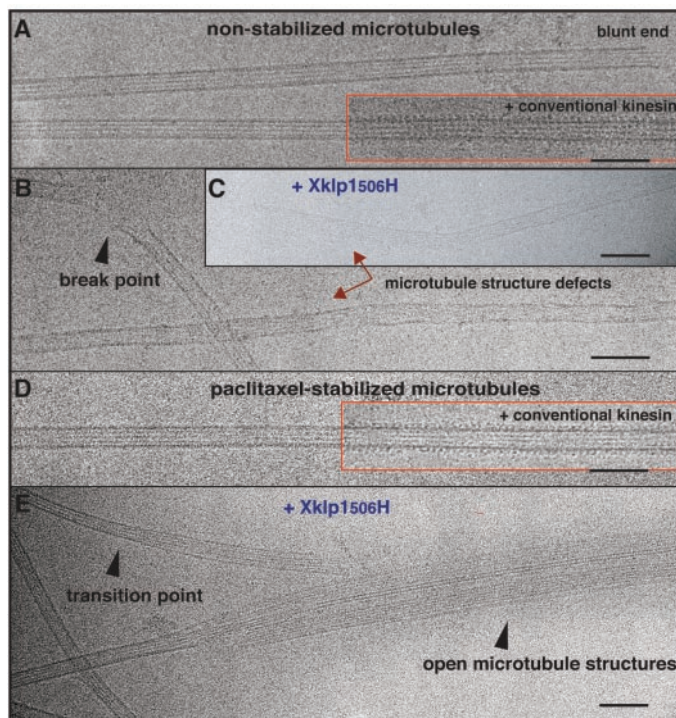 A
non-stabilized microtubules
blunt end
+ conventional kinesin
B
C
+ Xklp1506H
break point
microtubule structure defects
D
paclitaxel-stabilized microtubules
+ conventional kinesin
E
+ Xklp1506H
transition point
open microtubule structures